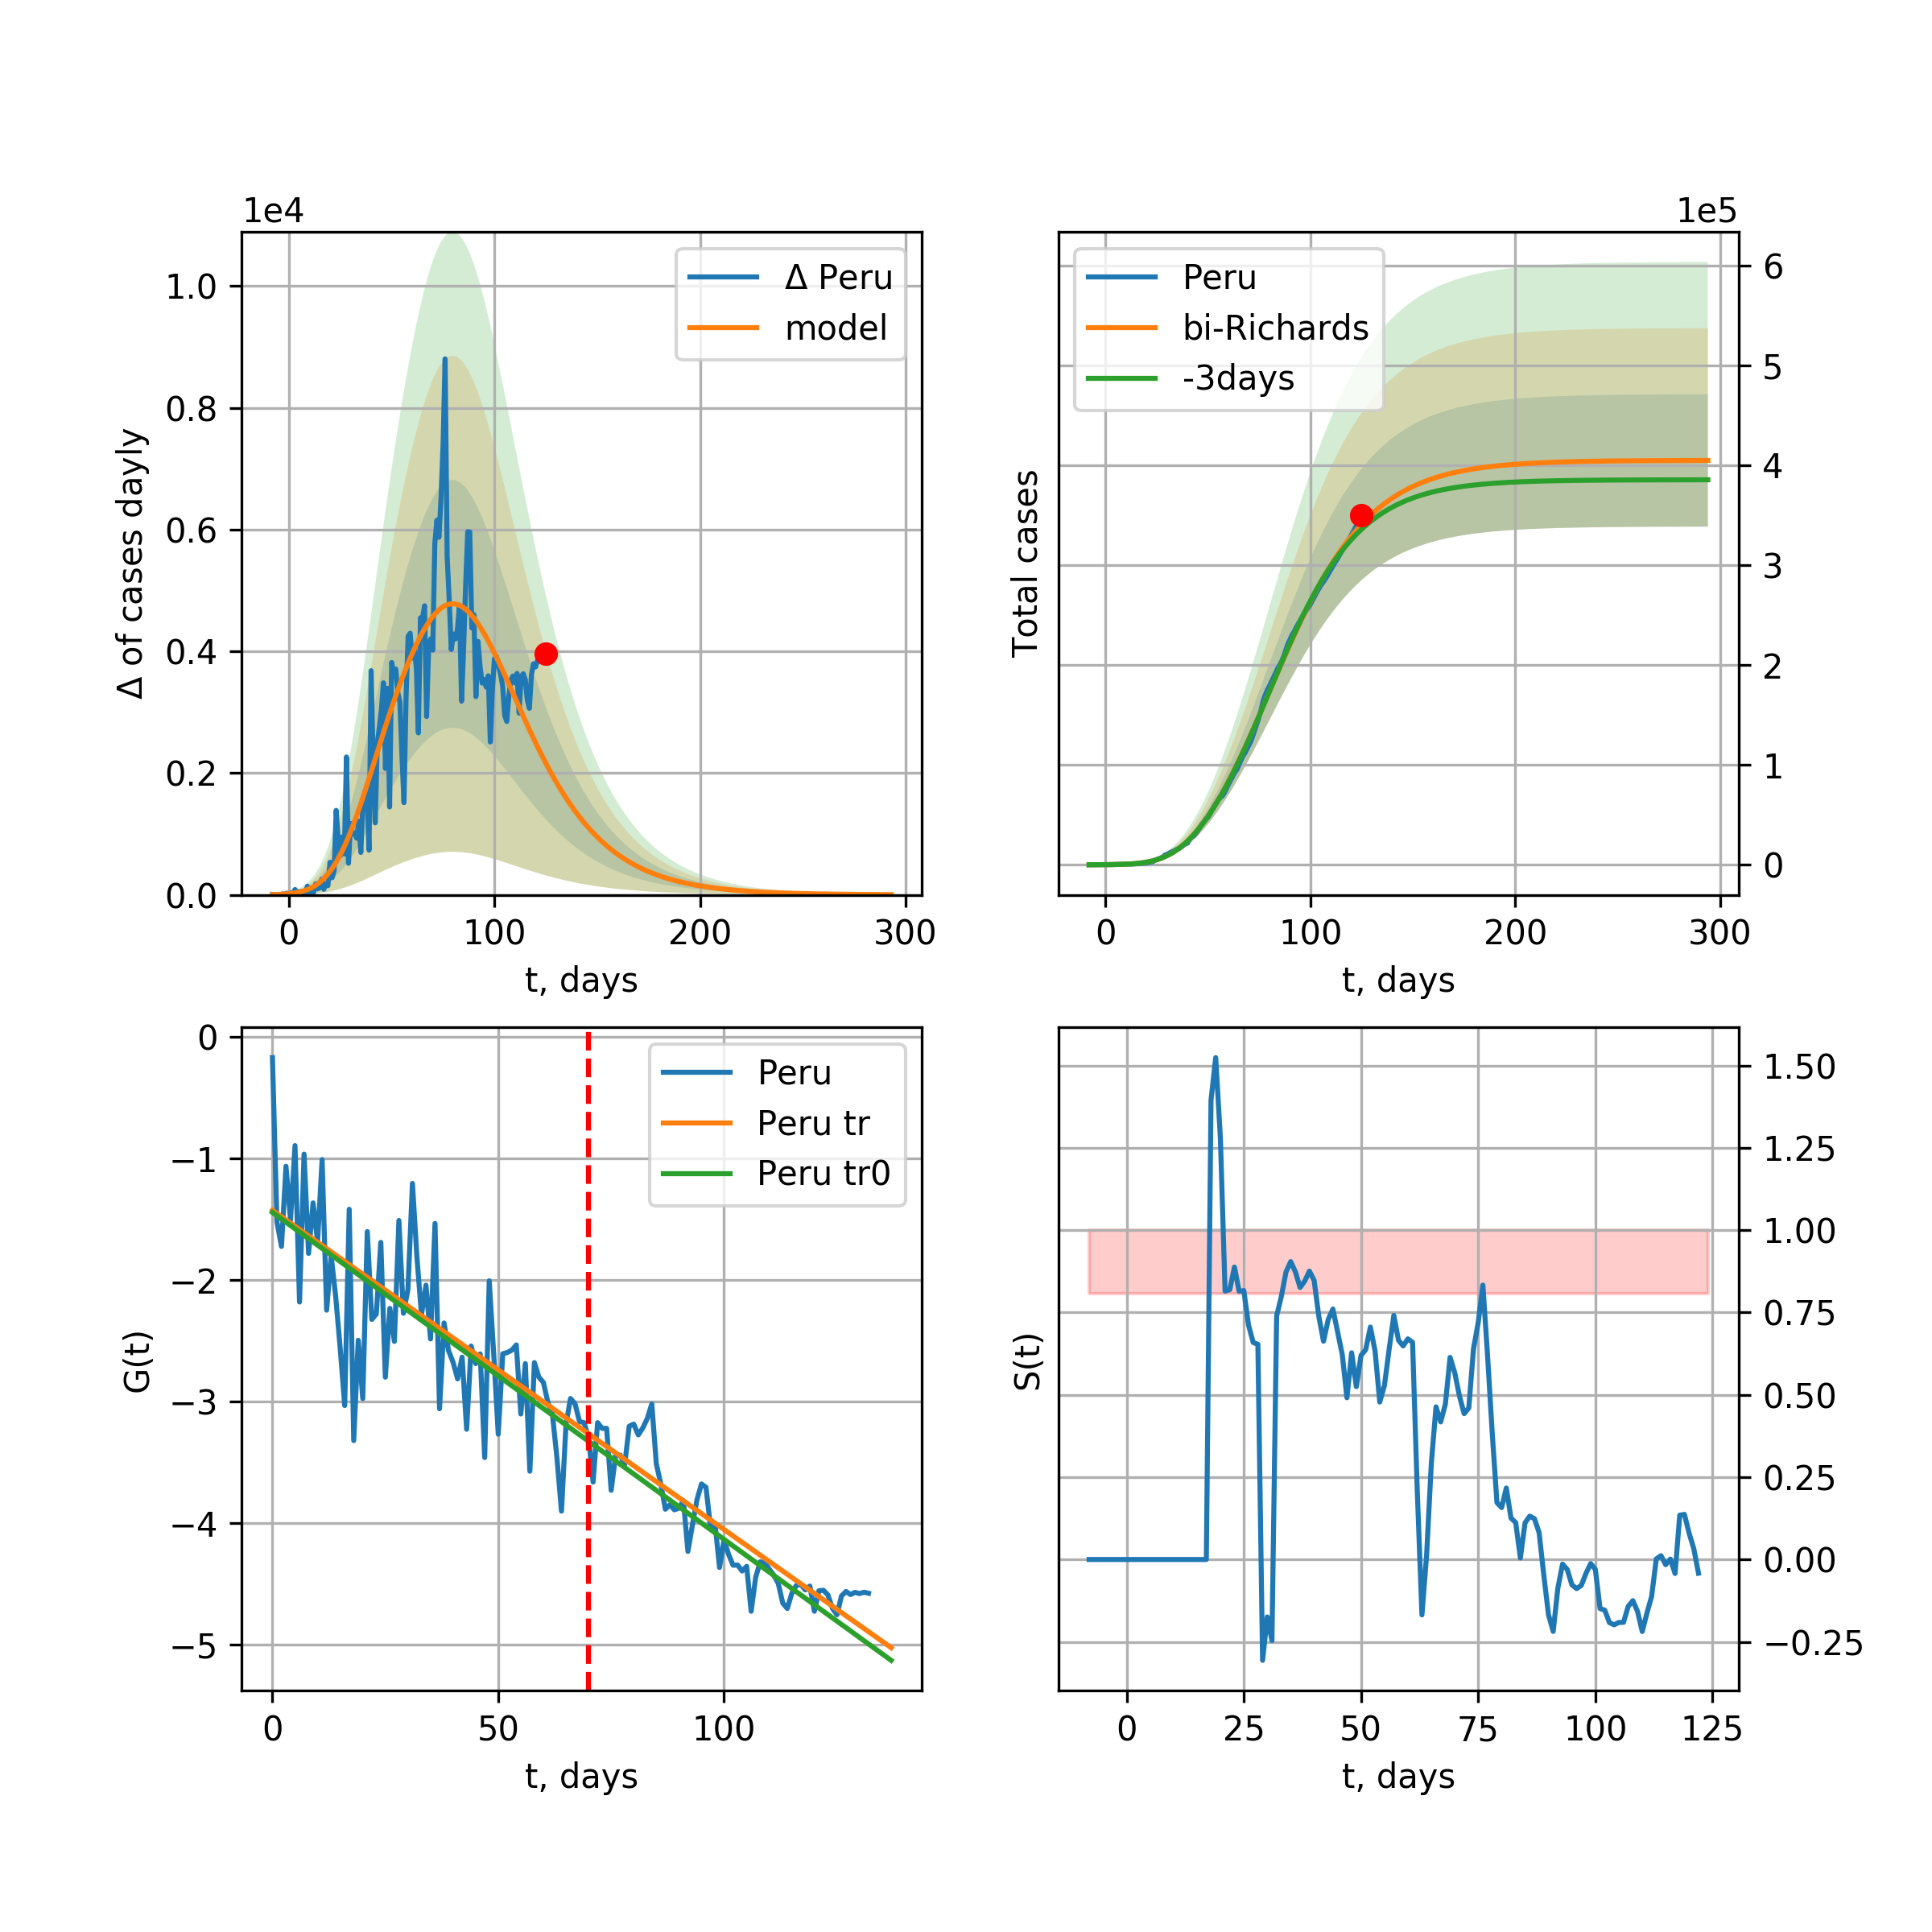 1e4
1.0
0.8
0.6
0.4
0.2
0.0
Δ of cases dayly
0 100 200 300
t, days
Δ Peru
model
1e5
6
5
4
3
2
1
0
Total cases
0 100 200 300
t, days
Peru
bi-Richards
-3days
0
−1
−2
−3
−4
−5
G(t)
0 50 100
t, days
Peru
Peru tr
Peru tr0
1.50
1.25
1.00
0.75
0.50
0.25
0.00
−0.25
S(t)
0 25 50 75 100 125
t, days